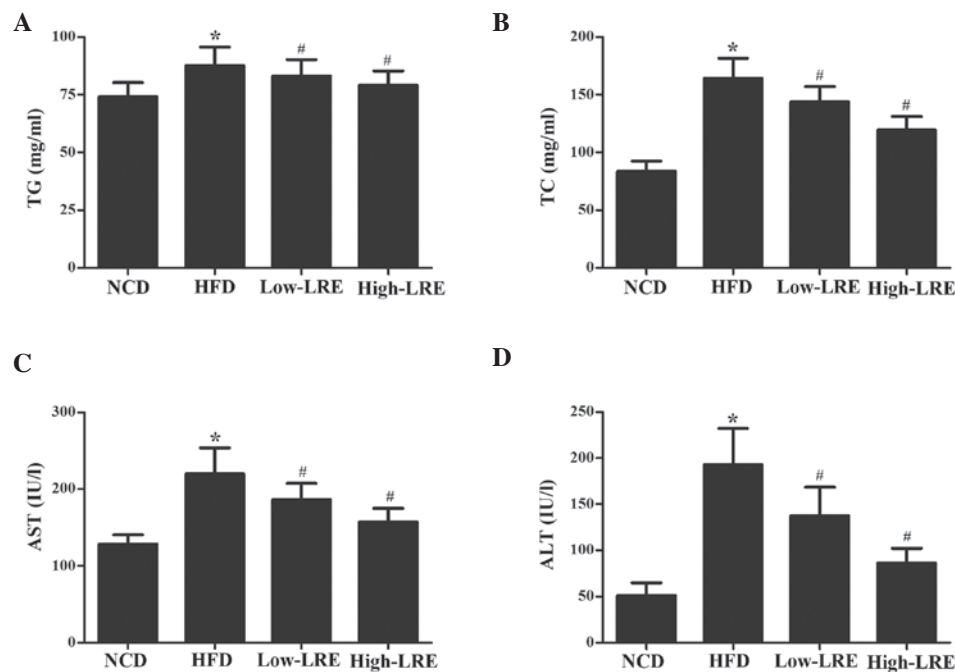 A
TG (mg/ml)
100
75
50
25
0
*
#
#
NCD HFD Low-LRE High-LRE
B
TC (mg/ml)
200
150
100
50
0
*
#
#
NCD HFD Low-LRE High-LRE
C
AST (IU/l)
300
200
100
0
*
#
#
NCD HFD Low-LRE High-LRE
D
ALT (IU/l)
250
200
150
100
50
0
*
#
#
NCD HFD Low-LRE High-LRE